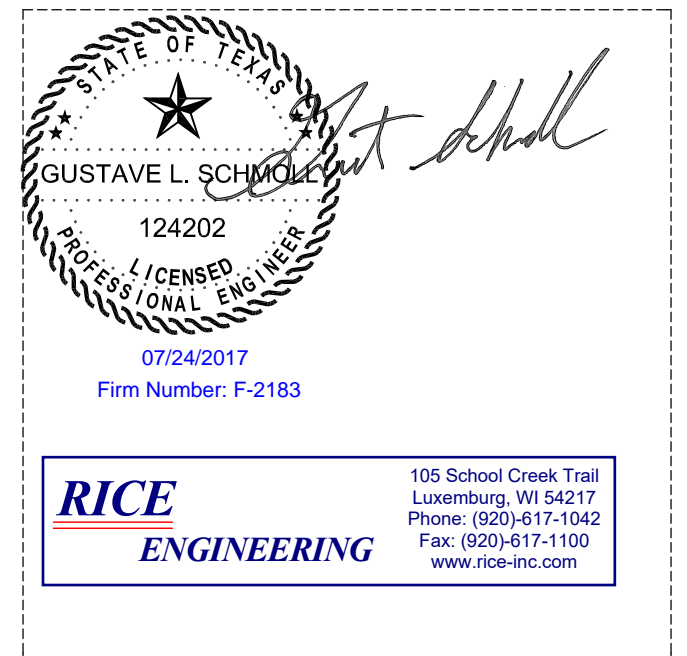 STATE OF TEXAS
GUSTAVE L. SCHMOLL
124202
LICENSED
PROFESSIONAL ENGINEER
07/24/2017
Firm Number: F-2183
RICE
ENGINEERING
105 School Creek Trail
Luxemburg, WI 54217
Phone: (920)-617-1042
Fax: (920)-617-1100
www.rice-inc.com